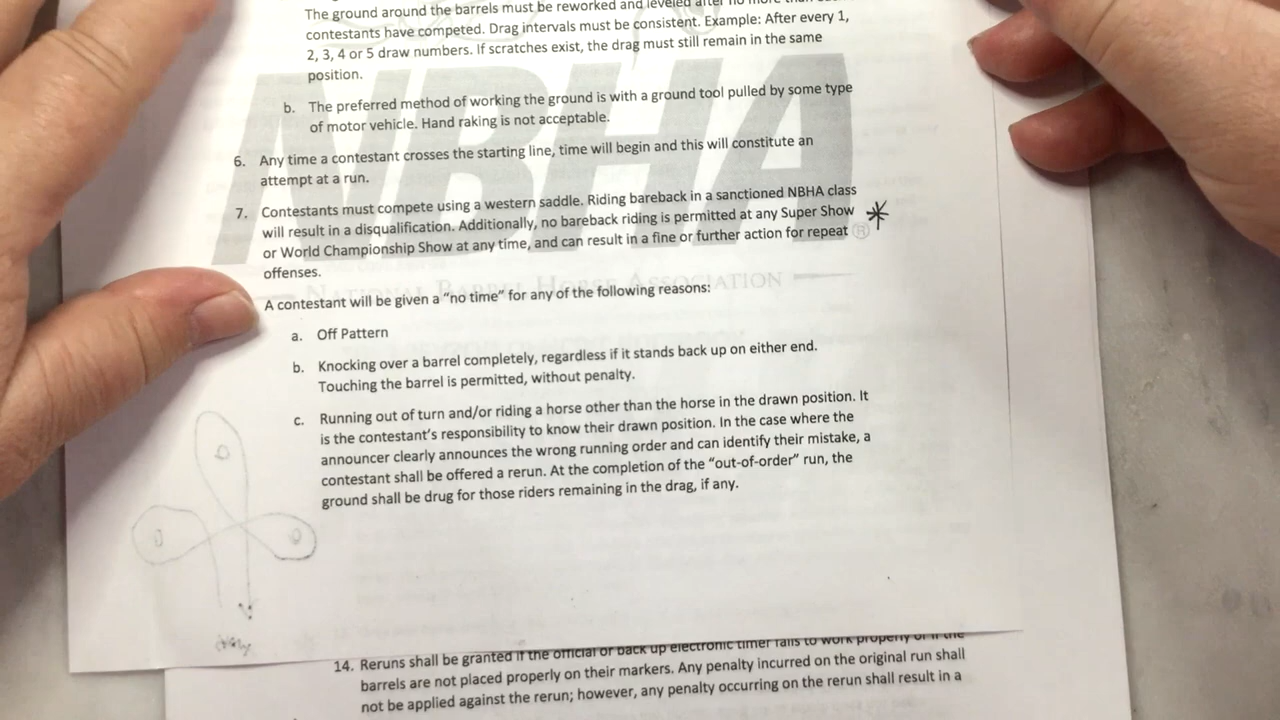 The ground around the barrels must be reworked and leveled after no more than
contestants have competed. Drag intervals must be consistent. Example: After every 1,
2, 3, 4 or 5 draw numbers. If scratches exist, the drag must still remain in the same
position.
b. The preferred method of working the ground is with a ground tool pulled by some type
of motor vehicle. Hand raking is not acceptable.
6. Any time a contestant crosses the starting line, time will begin and this will constitute an
attempt at a run.
7. Contestants must compete using a western saddle. Riding bareback in a sanctioned NBHA class
will result in a disqualification. Additionally, no bareback riding is permitted at any Super Show
or World Championship Show at any time, and can result in a fine or further action for repeat
offenses.
NBHA ®
National Barrel Horse Association
A contestant will be given a “no time” for any of the following reasons:
a. Off Pattern
b. Knocking over a barrel completely, regardless if it stands back up on either end.
Touching the barrel is permitted, without penalty.
c. Running out of turn and/or riding a horse other than the horse in the drawn position. It
is the contestant’s responsibility to know their drawn position. In the case where the
announcer clearly announces the wrong running order and can identify their mistake, a
contestant shall be offered a rerun. At the completion of the “out-of-order” run, the
ground shall be drug for those riders remaining in the drag, if any.
14. Reruns shall be granted if the official or back up electronic timer fails to work properly or if the
barrels are not placed properly on their markers. Any penalty incurred on the original run shall
not be applied against the rerun; however, any penalty occurring on the rerun shall result in a